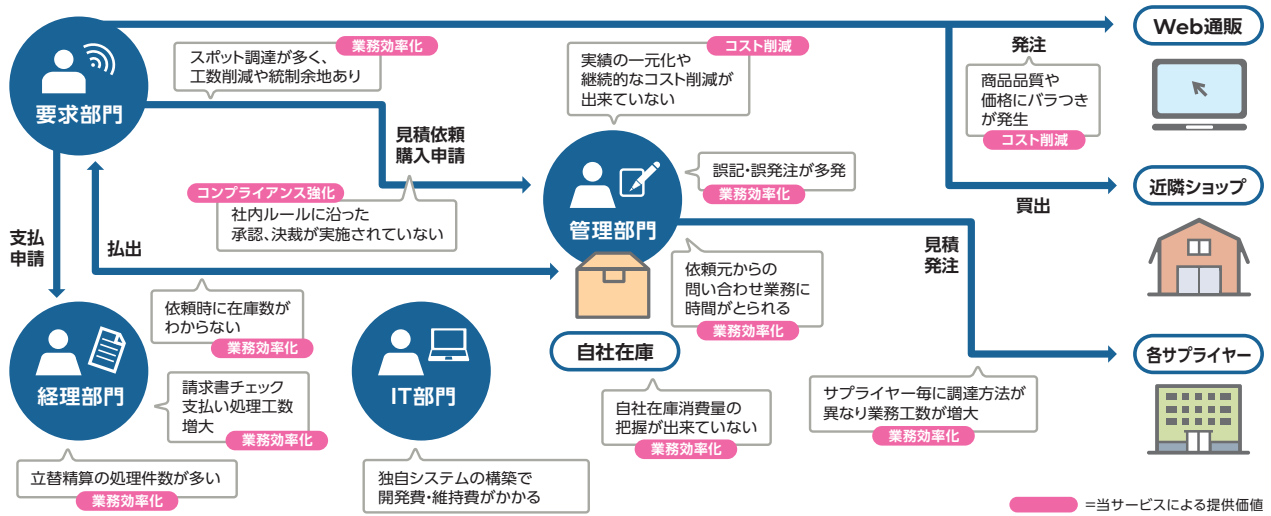 要求部門
スポット調達が多く、
工数削減や統制余地あり
業務効率化
実績の一元化や
継続的なコスト削減が
出来ていない
コスト削減
発注
商品品質や
価格にバラつき
が発生
コスト削減
Web通販
見積依頼
購入申請
コンプライアンス強化
社内ルールに沿った
承認、決裁が実施されていない
管理部門
誤記・誤発注が多発
業務効率化
買出
近隣ショップ
支払
申請
払出
依頼時に在庫数が
わからない
業務効率化
依頼元からの
問い合わせ業務に
時間がとられる
業務効率化
見積
発注
自社在庫
各サプライヤー
経理部門
請求書チェック
支払い処理工数
増大
業務効率化
IT部門
自社在庫消費量の
把握が出来ていない
業務効率化
サプライヤー毎に調達方法が
異なり業務工数が増大
業務効率化
立替精算の処理件数が多い
業務効率化
独自システムの構築で
開発費・維持費がかかる
=当サービスによる提供価値